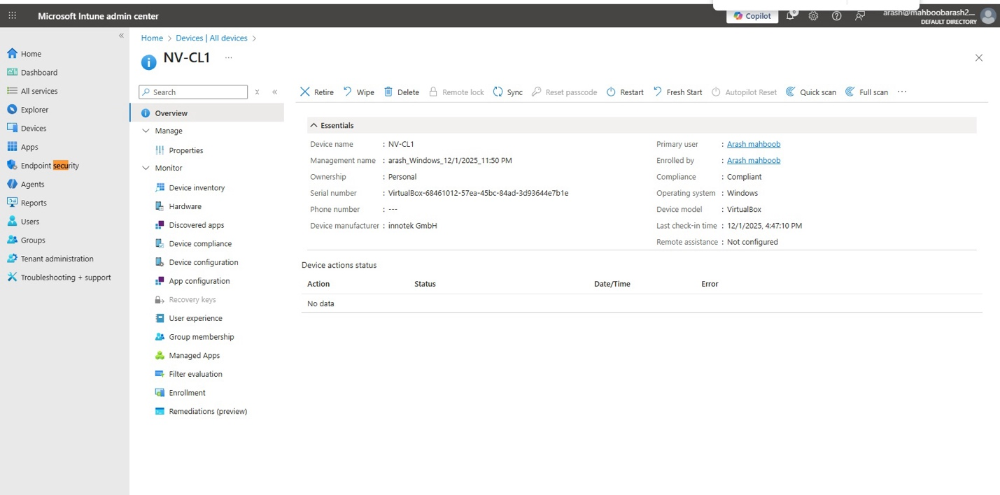 Microsoft Intune admin center
Copilot
arash@mahboobarash2...
DEFAULT DIRECTORY
Home
Dashboard
All services
Explorer
Devices
Apps
Endpoint security
Agents
Reports
Users
Groups
Tenant administration
Troubleshooting + support
Home > Devices | All devices >
NV-CL1 ...
Search
Overview
Manage
Properties
Monitor
Device inventory
Hardware
Discovered apps
Device compliance
Device configuration
App configuration
Recovery keys
User experience
Group membership
Managed Apps
Filter evaluation
Enrollment
Remediations (preview)
Retire Wipe Delete Remote lock Sync Reset passcode Restart Fresh Start Autopilot Reset Quick scan Full scan ...
Essentials
Device name : NV-CL1
Management name : arash_Windows_12/1/2025_11:50 PM
Ownership : Personal
Serial number : VirtualBox-68461012-57ea-45bc-84ad-3d93644e7b1e
Phone number : ---
Device manufacturer : innotek GmbH
Primary user : Arash mahboob
Enrolled by : Arash mahboob
Compliance : Compliant
Operating system : Windows
Device model : VirtualBox
Last check-in time : 12/1/2025, 4:47:10 PM
Remote assistance : Not configured
Device actions status
Action Status Date/Time Error
No data